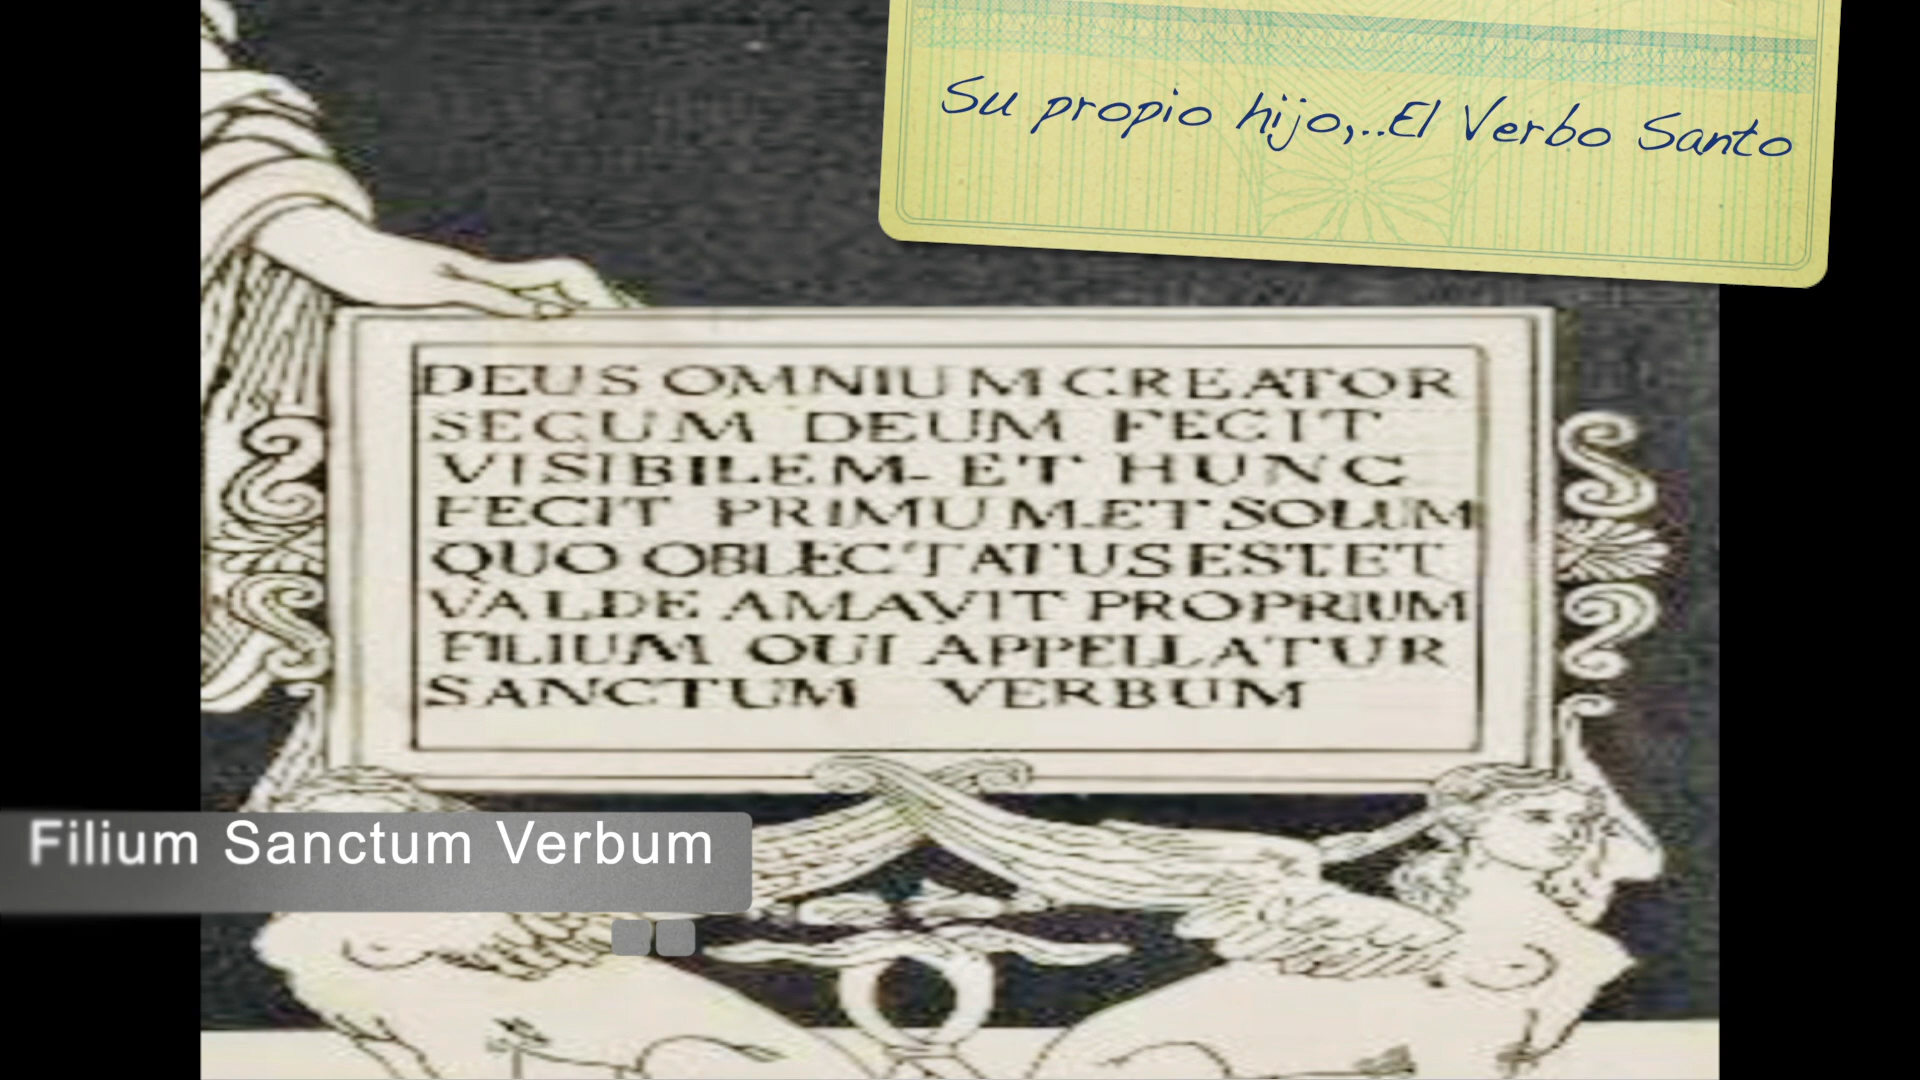 Su propio hijo,..El Verbo Santo
DEUS OMNIUM CREATOR
SECUM DEUM FECIT
VISIBILEM- ET HUNC
FECIT PRIMUM.ET SOLUM
QUO OBLECTATUS EST.ET
VALDE AMAVIT PROPRIUM
FILIUM QUI APPELLATUR
SANCTUM VERBUM
Filium Sanctum Verbum